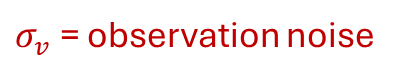 σᵥ = observation noise